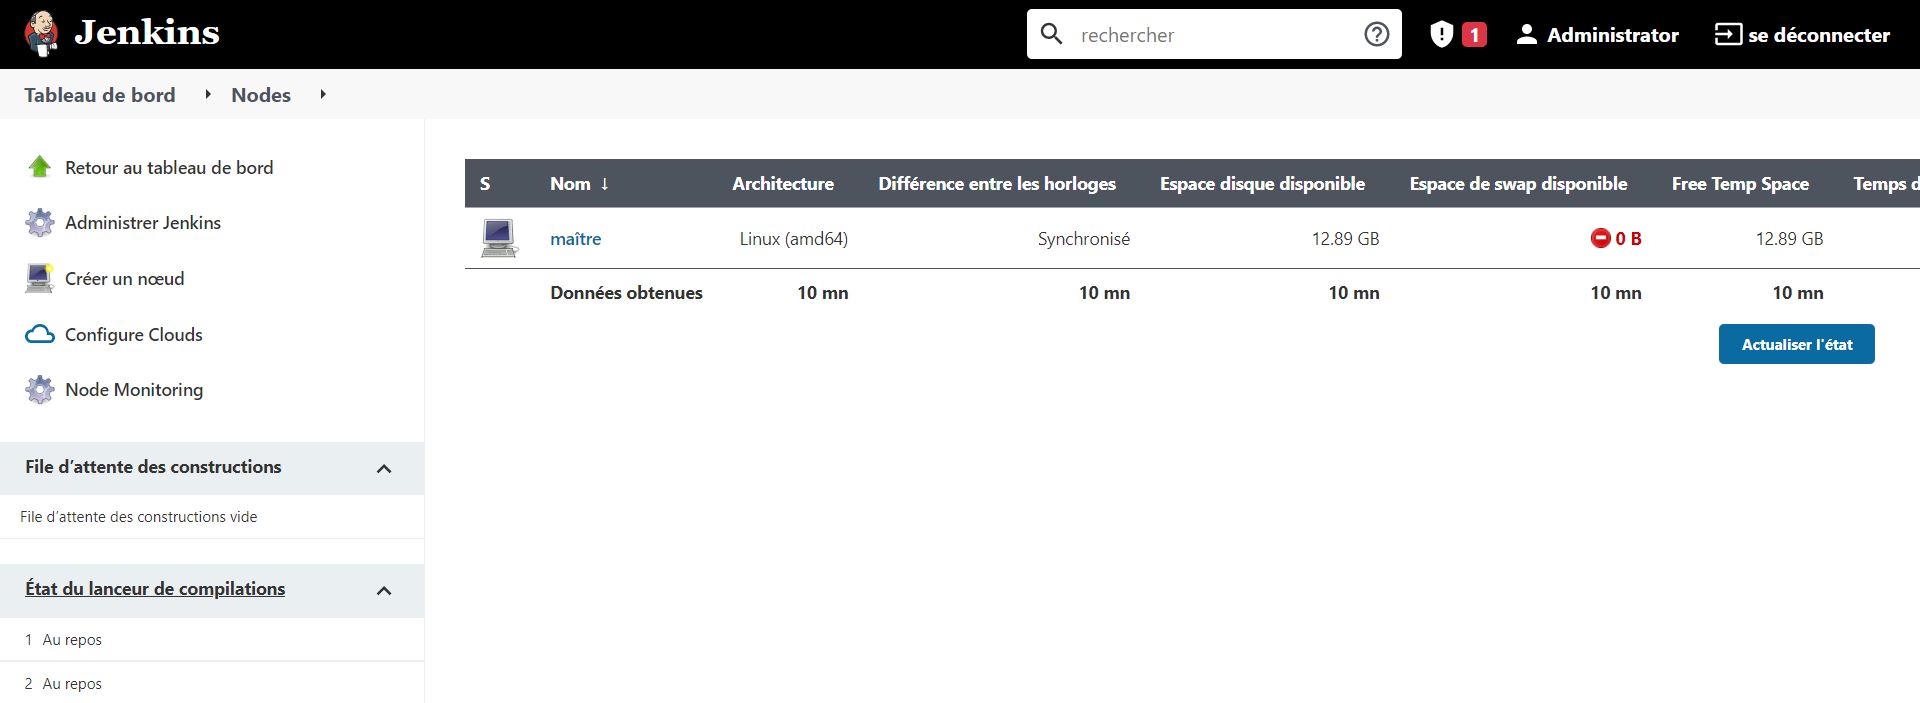 Jenkins
rechercher
1
Administrator
se déconnecter
Tableau de bord
Nodes
Retour au tableau de bord
Administrer Jenkins
Créer un nœud
Configure Clouds
Node Monitoring
File d’attente des constructions
File d’attente des constructions vide
État du lanceur de compilations
1 Au repos
2 Au repos
S Nom ↓ Architecture Différence entre les horloges Espace disque disponible Espace de swap disponible Free Temp Space Temps d
maître Linux (amd64) Synchronisé 12.89 GB 0 B 12.89 GB
Données obtenues 10 mn 10 mn 10 mn 10 mn 10 mn
Actualiser l'état